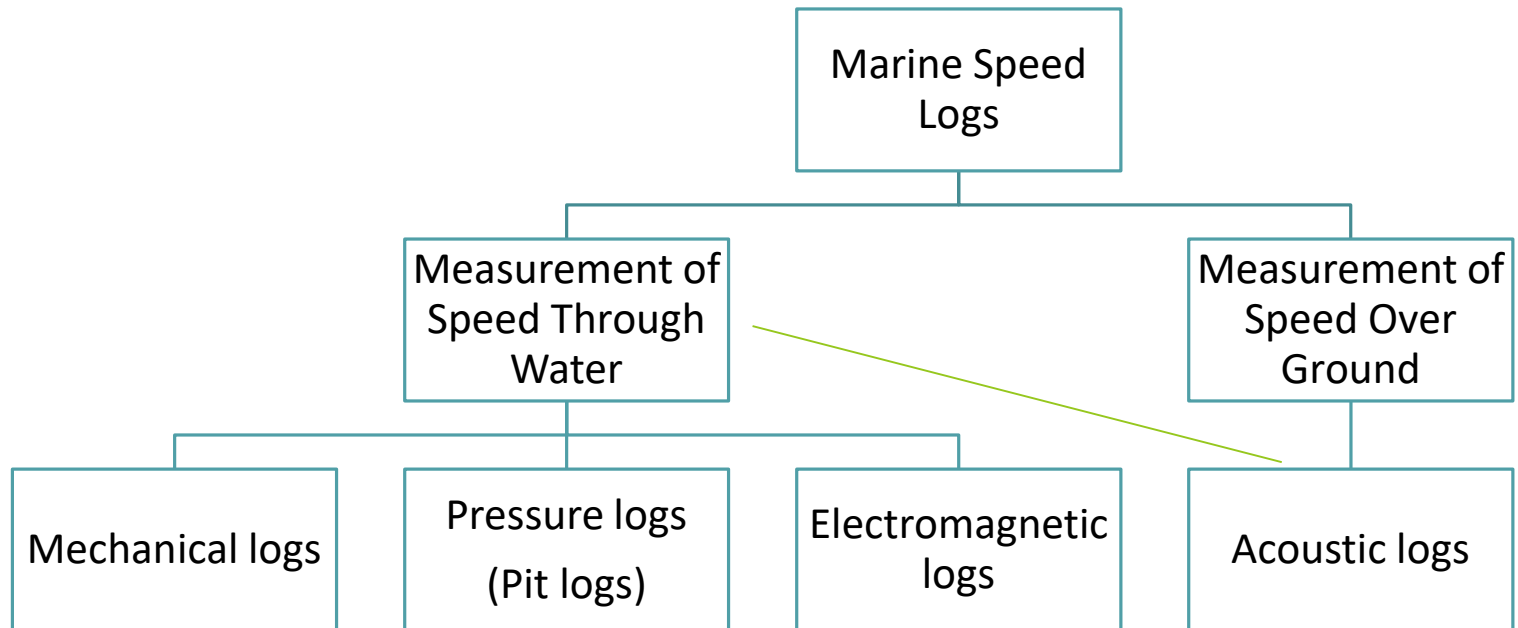 Marine Speed
Logs
Measurement of
Speed Through
Water
Measurement of
Speed Over
Ground
Mechanical logs
Pressure logs
(Pit logs)
Electromagnetic
logs
Acoustic logs